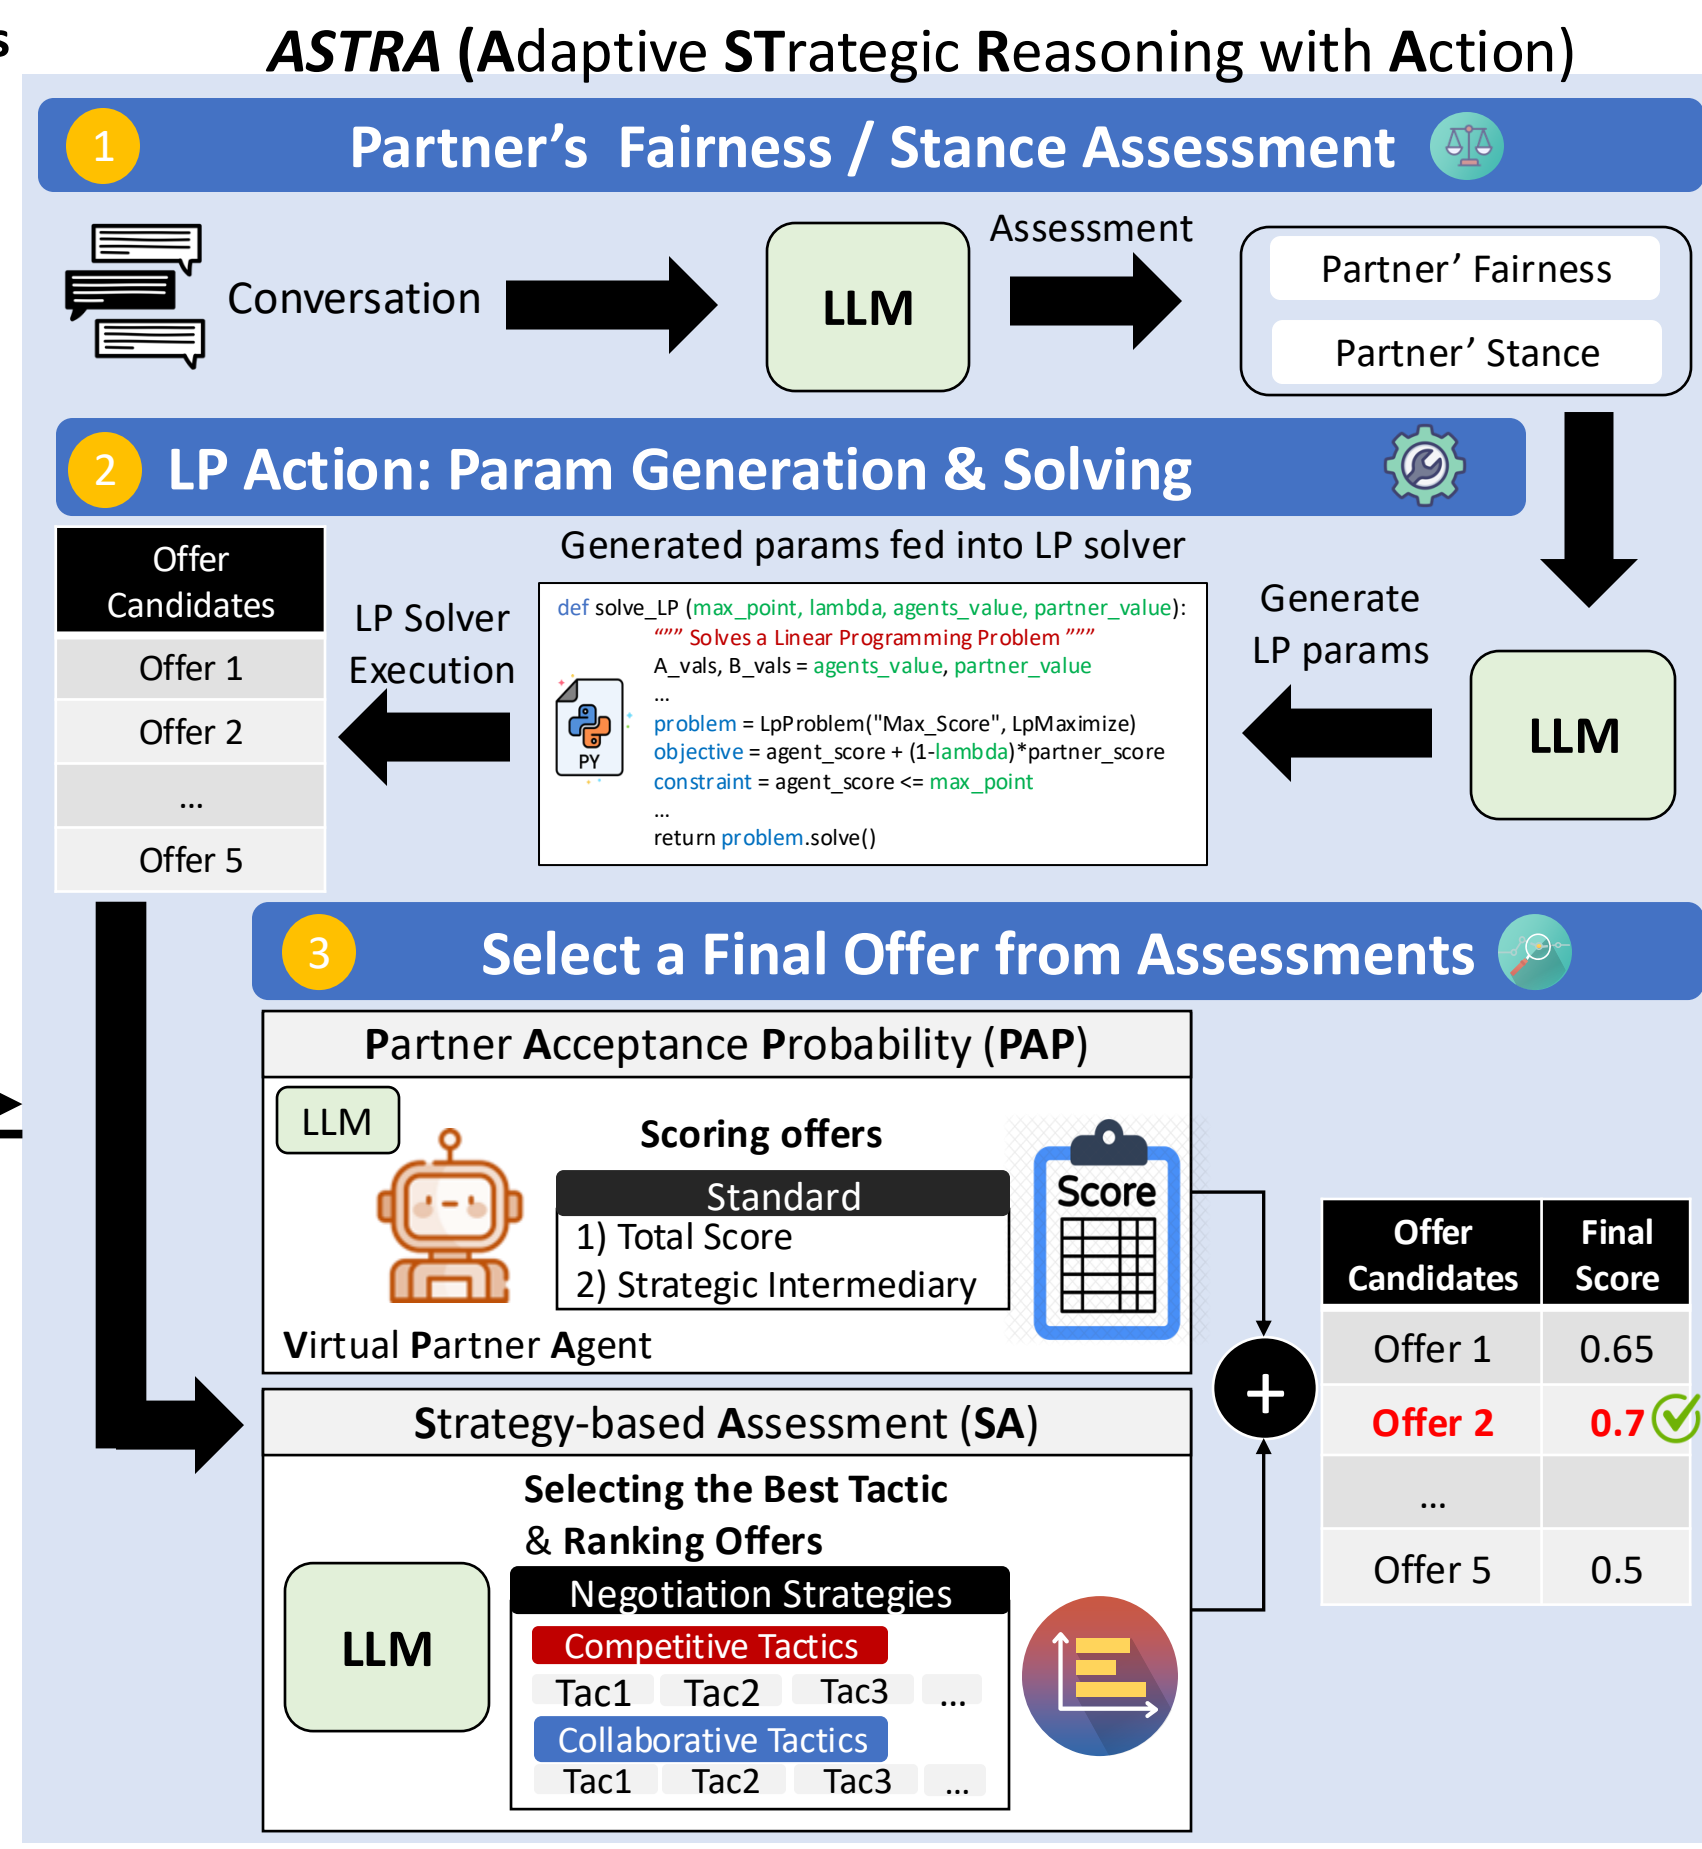 s
ASTRA (Adaptive STrategic Reasoning with Action)
1
Partner's Fairness / Stance Assessment
Conversation
LLM
Assessment
Partner' Fairness
Partner' Stance
2
LP Action: Param Generation & Solving
Offer
Candidates
Offer 1
Offer 2
...
Offer 5
LP Solver
Execution
Generated params fed into LP solver
def solve_LP (max_point, lambda, agents_value, partner_value):
""" Solves a Linear Programming Problem """
A_vals, B_vals = agents_value, partner_value
...
problem = LpProblem("Max_Score", LpMaximize)
objective = agent_score + (1-lambda)*partner_score
constraint = agent_score <= max_point
...
return problem.solve()
PY
Generate
LP params
LLM
3
Select a Final Offer from Assessments
Partner Acceptance Probability (PAP)
LLM
Scoring offers
Standard
1) Total Score
2) Strategic Intermediary
Score
Virtual Partner Agent
Strategy-based Assessment (SA)
Selecting the Best Tactic
& Ranking Offers
LLM
Negotiation Strategies
Competitive Tactics
Tac1 Tac2 Tac3 ...
Collaborative Tactics
Tac1 Tac2 Tac3 ...
+
Offer Candidates Final Score
Offer 1 0.65
Offer 2 0.7
...
Offer 5 0.5